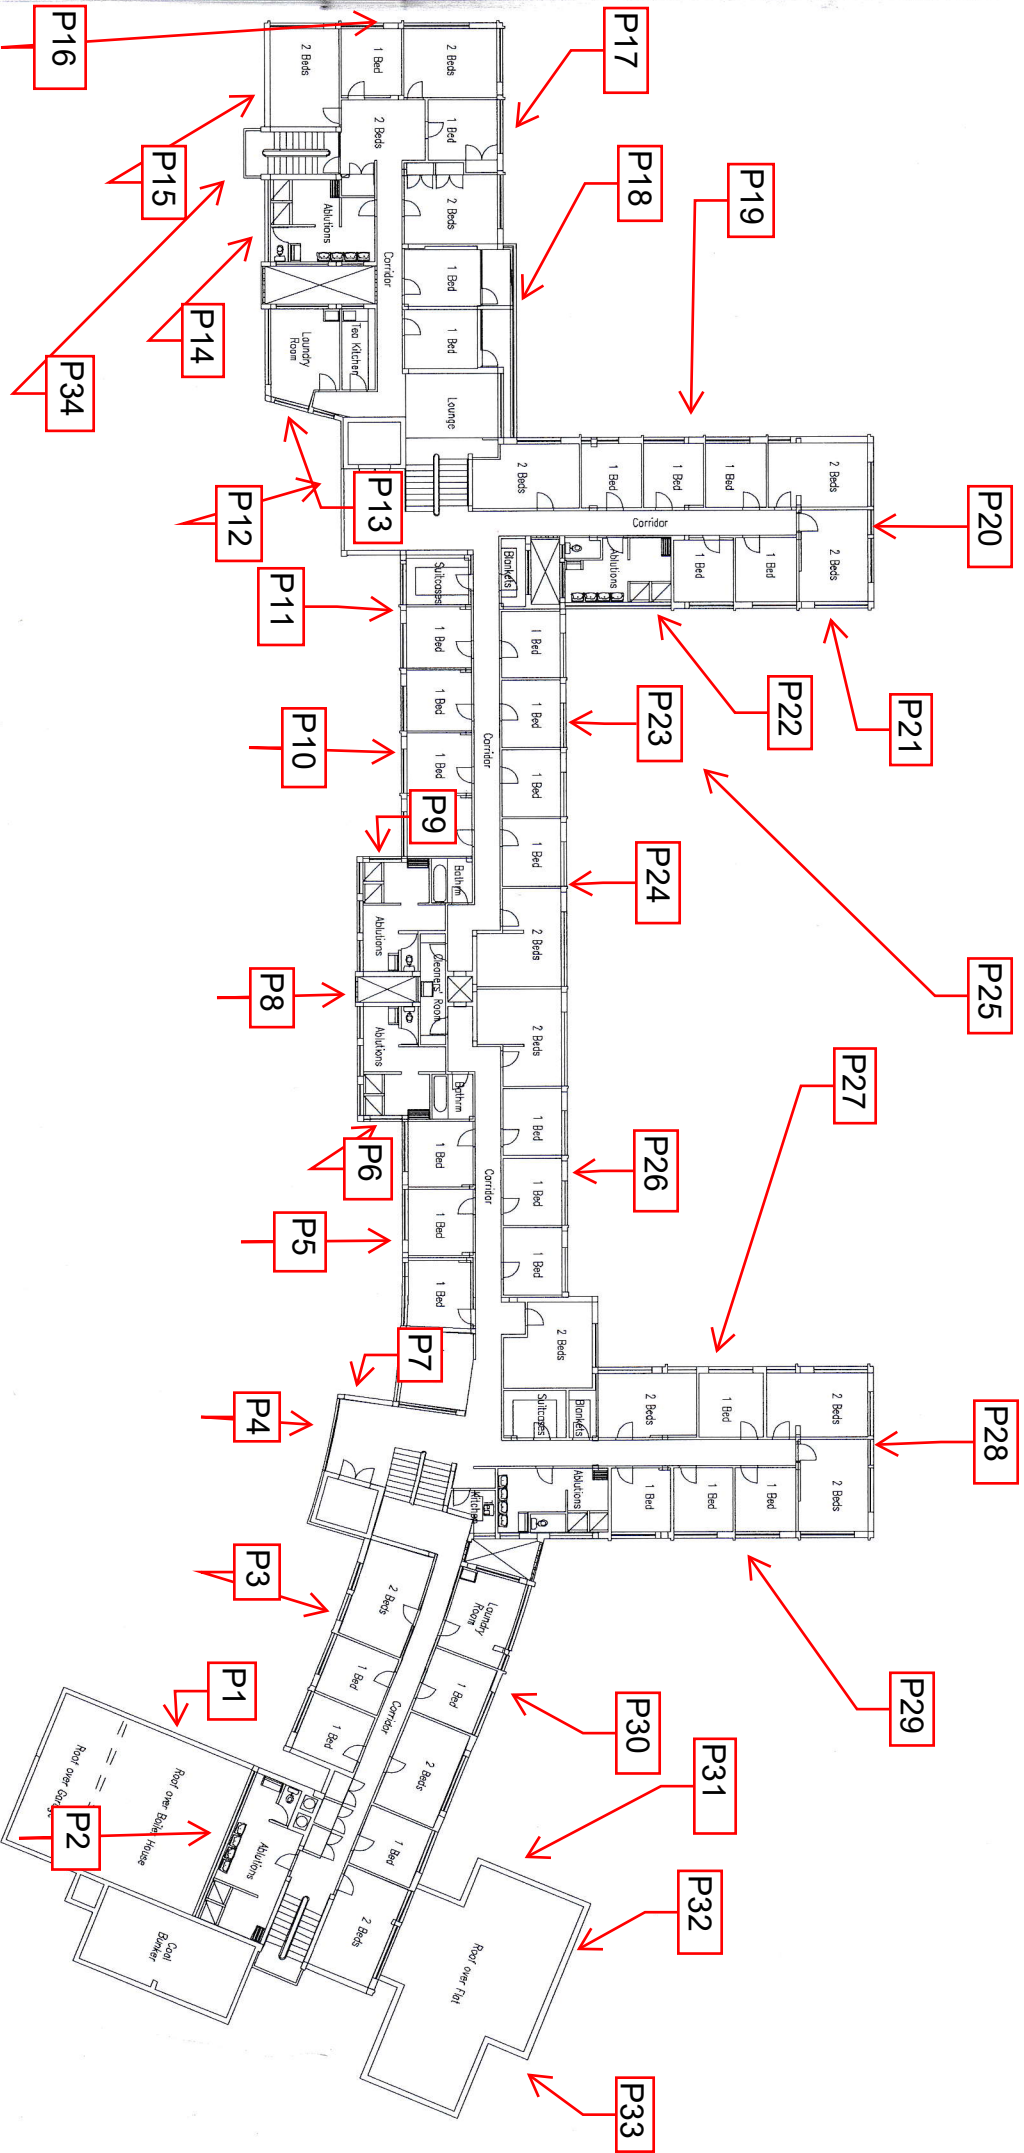 P16
P17
P15
P18
P19
P14
P34
P13
P12
P20
P11
P22
P21
P10
P23
P9
P24
P25
P8
P27
P6
P26
P5
P7
P4
P28
P3
P1
P30
P29
P31
P2
P32
P33
2 Beds
1 Bed
2 Beds
2 Beds
1 Bed
Ablutions
2 Beds
Corridor
1 Bed
Laundry
Room
Tea Kitchen
1 Bed
Lounge
2 Beds
1 Bed
1 Bed
1 Bed
2 Beds
Corridor
Suitcases
Blankets
Ablutions
1 Bed
1 Bed
2 Beds
1 Bed
1 Bed
1 Bed
1 Bed
Corridor
1 Bed
1 Bed
1 Bed
Bathrm
Ablutions
Cleaners' Room
2 Beds
Ablutions
Bathrm
2 Beds
1 Bed
1 Bed
1 Bed
Corridor
1 Bed
1 Bed
1 Bed
2 Beds
Suitcases
Blankets
2 Beds
1 Bed
2 Beds
Kitchen
Ablutions
1 Bed
1 Bed
1 Bed
2 Beds
2 Beds
Laundry
Room
1 Bed
1 Bed
1 Bed
Corridor
2 Beds
1 Bed
2 Beds
Roof over Boiler House
Ablutions
Coal
Bunker
Roof over Flat